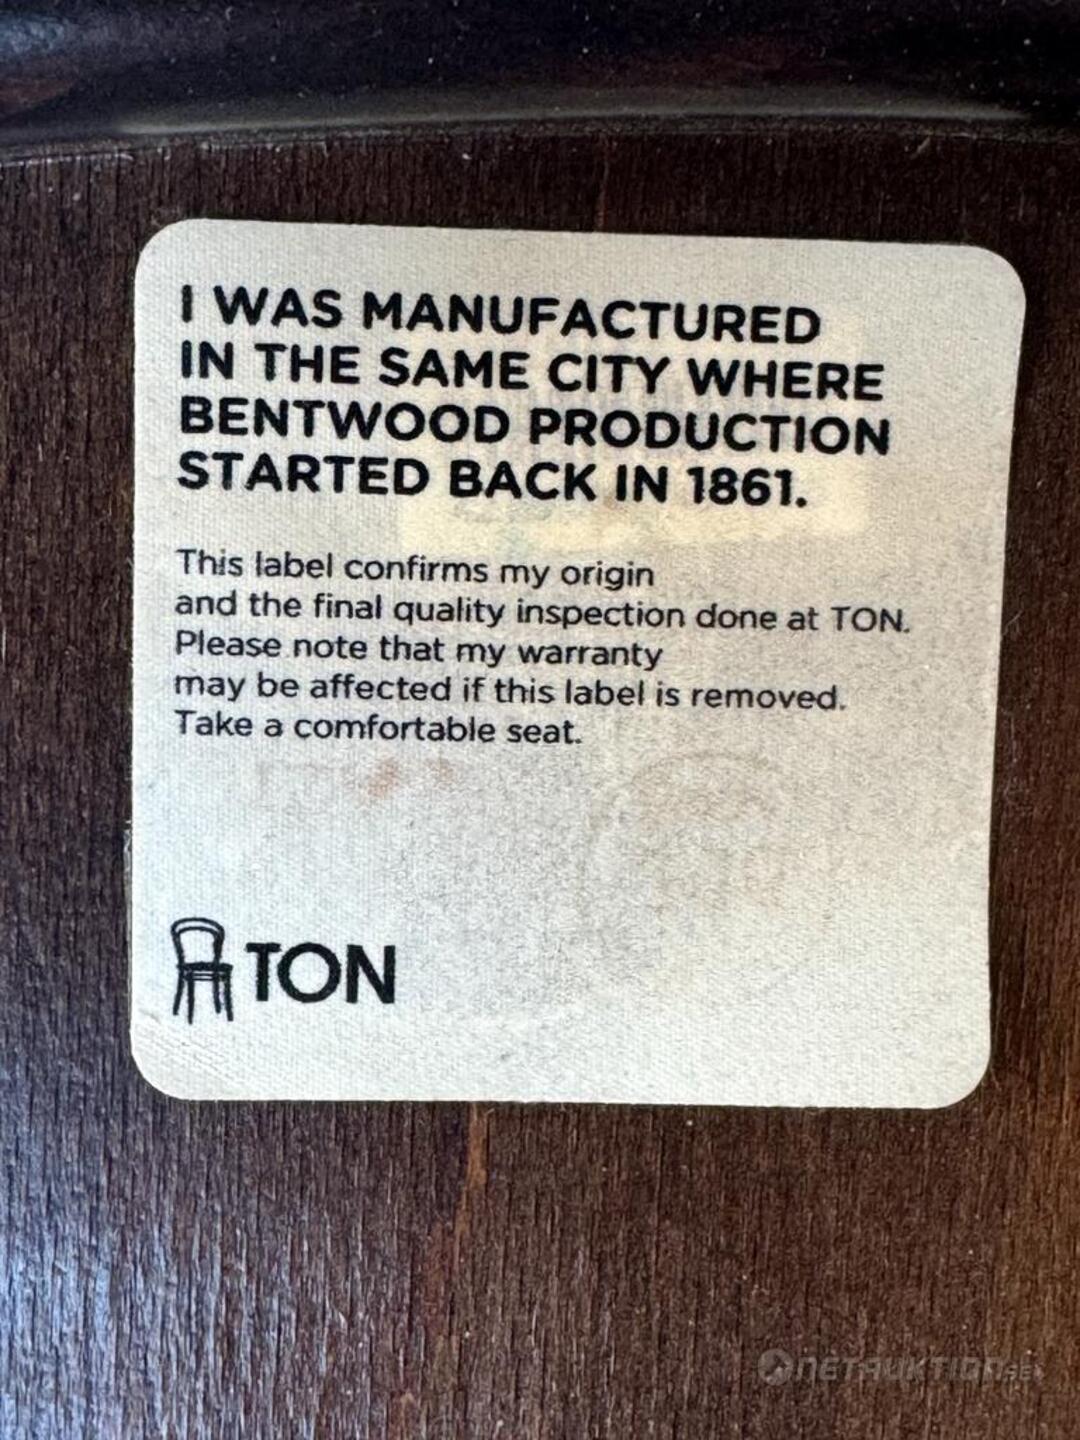 I WAS MANUFACTURED
IN THE SAME CITY WHERE
BENTWOOD PRODUCTION
STARTED BACK IN 1861.
This label confirms my origin
and the final quality inspection done at TON.
Please note that my warranty
may be affected if this label is removed.
Take a comfortable seat.
TON
NETAUKTION.SE